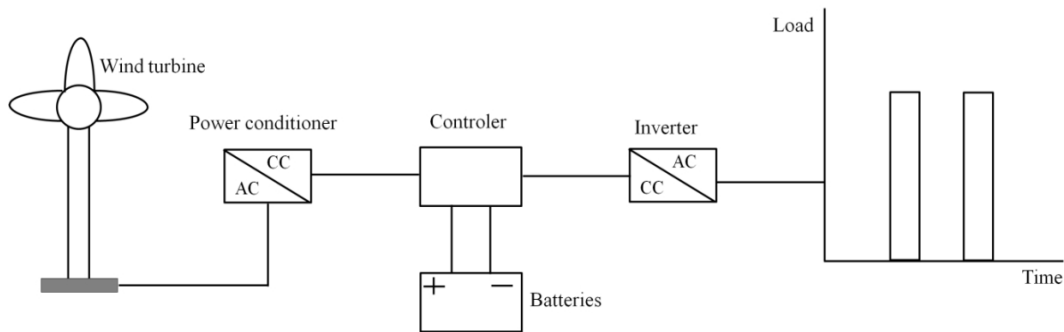 Load
Wind turbine
Power conditioner
Controler
Inverter
CC
AC
AC
CC
+ −
Batteries
Time